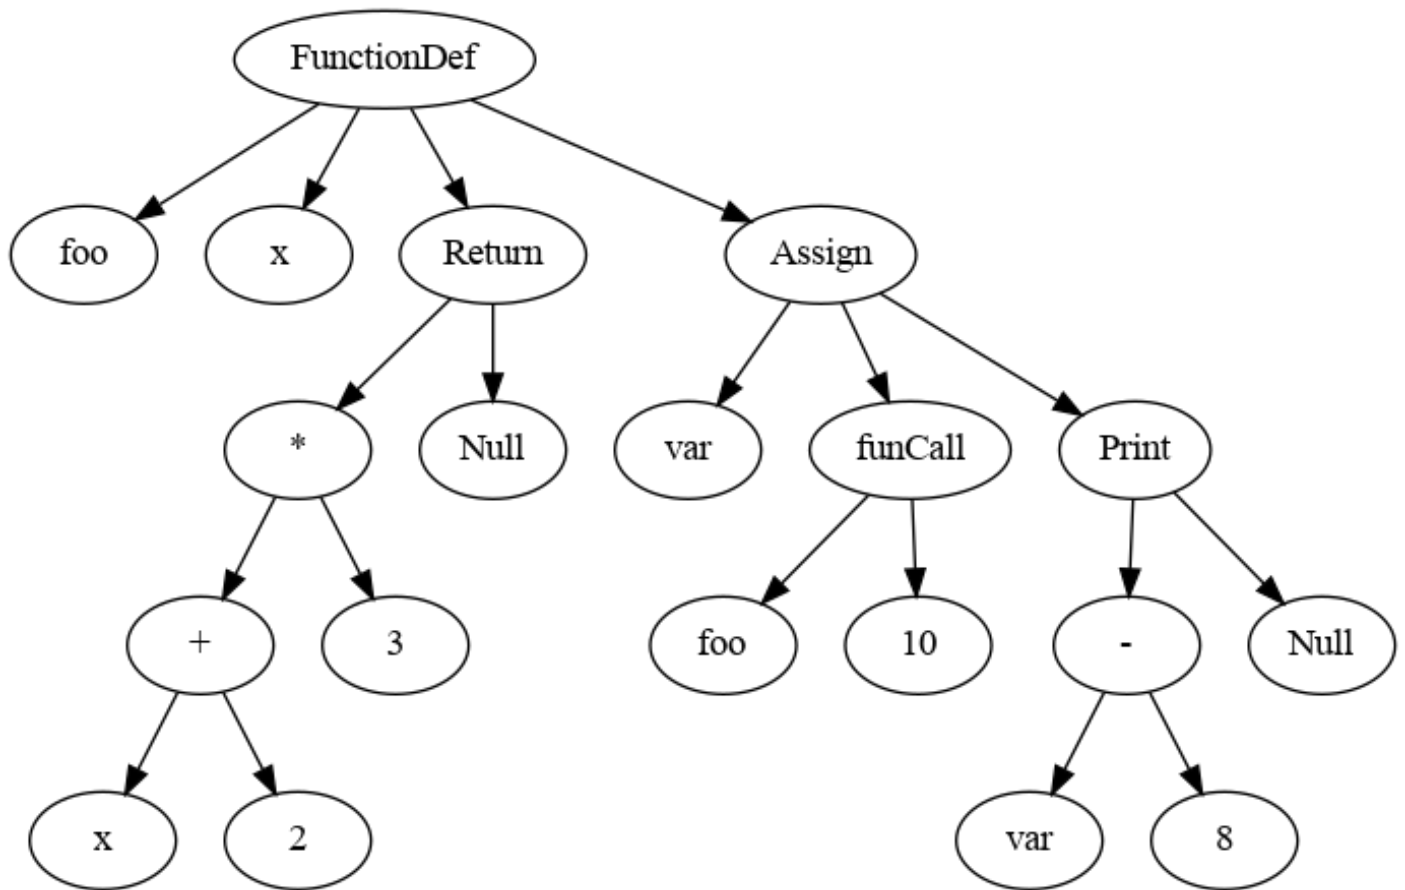 FunctionDef
foo x Return Assign
* Null var funCall Print
+ 3 foo 10 - Null
x 2 var 8